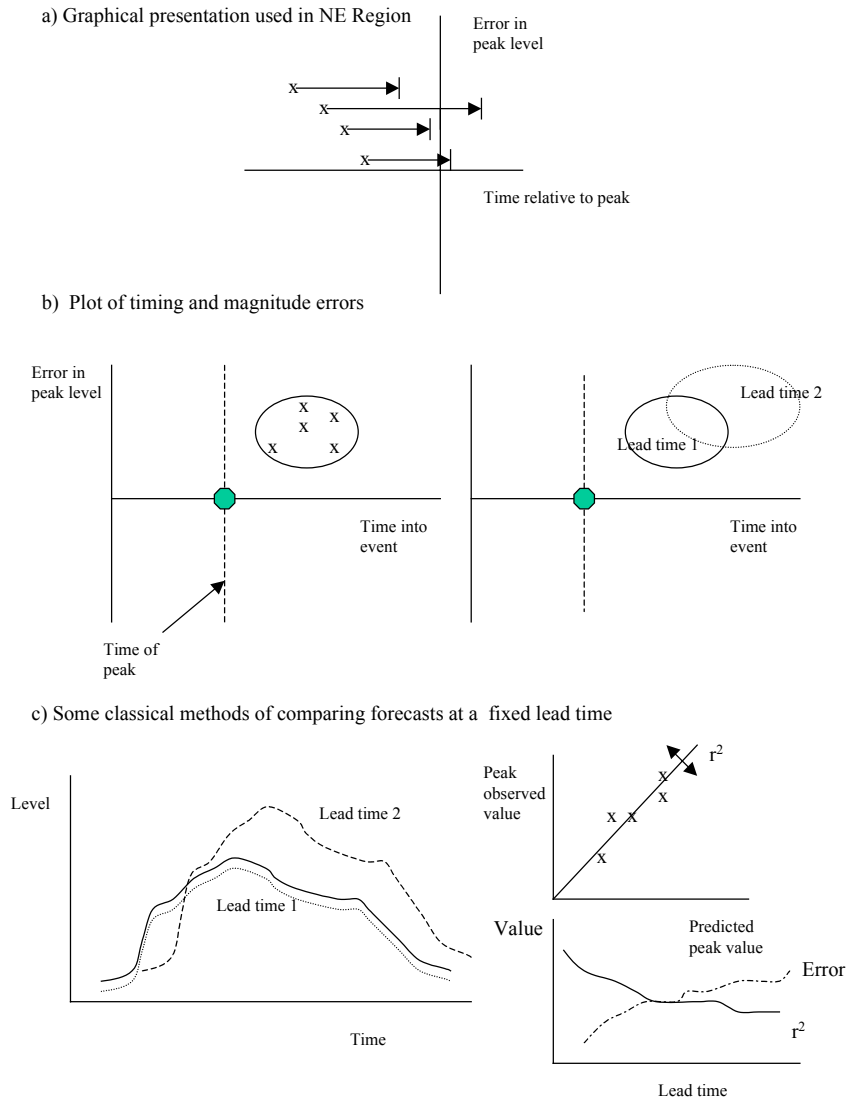 a) Graphical presentation used in NE Region
Error in
peak level
x
x
x
x
Time relative to peak
b) Plot of timing and magnitude errors
Error in
peak level
x
x
x
x
x
Time into
event
Time of
peak
Lead time 2
Lead time 1
Time into
event
c) Some classical methods of comparing forecasts at a fixed lead time
Level
Lead time 2
Lead time 1
Time
Peak
observed
value
r²
x
x
x
x
x
Predicted
peak value
Value
Error
r²
Lead time